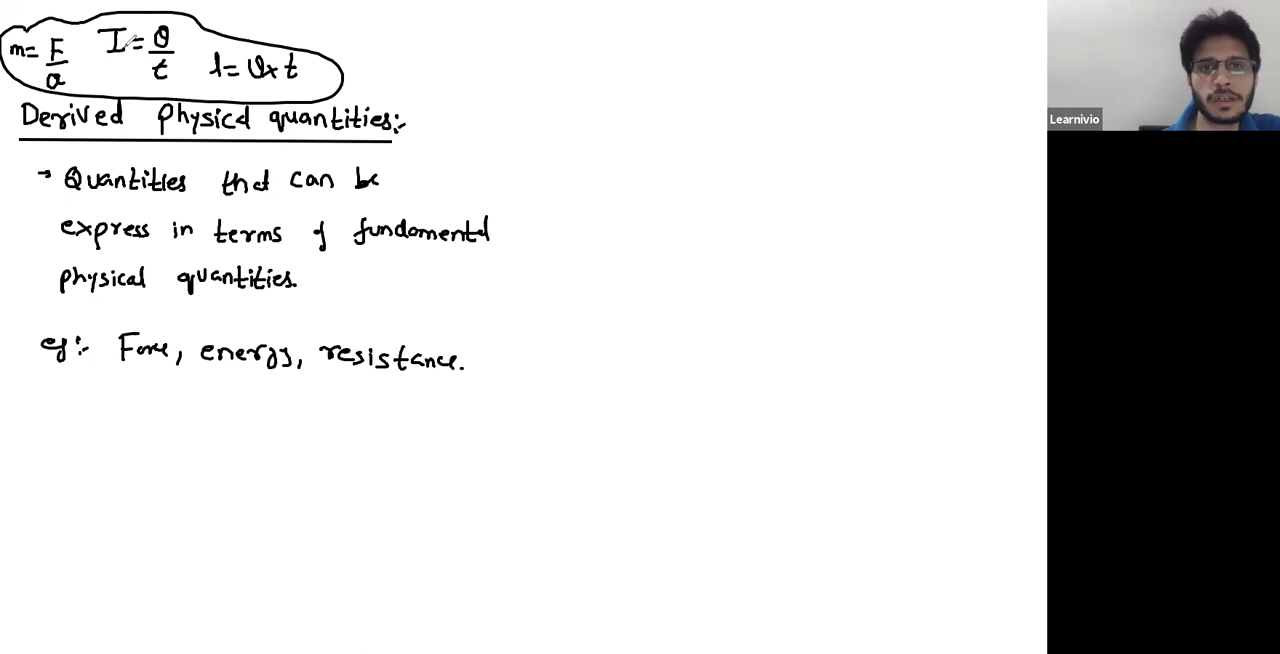 m= F/a I= Q/t l= v x t
Derived Physical quantities:-
→ Quantities that can be
express in terms of fundamental
physical quantities.
eg:- Force, energy, resistance.
Learnivio